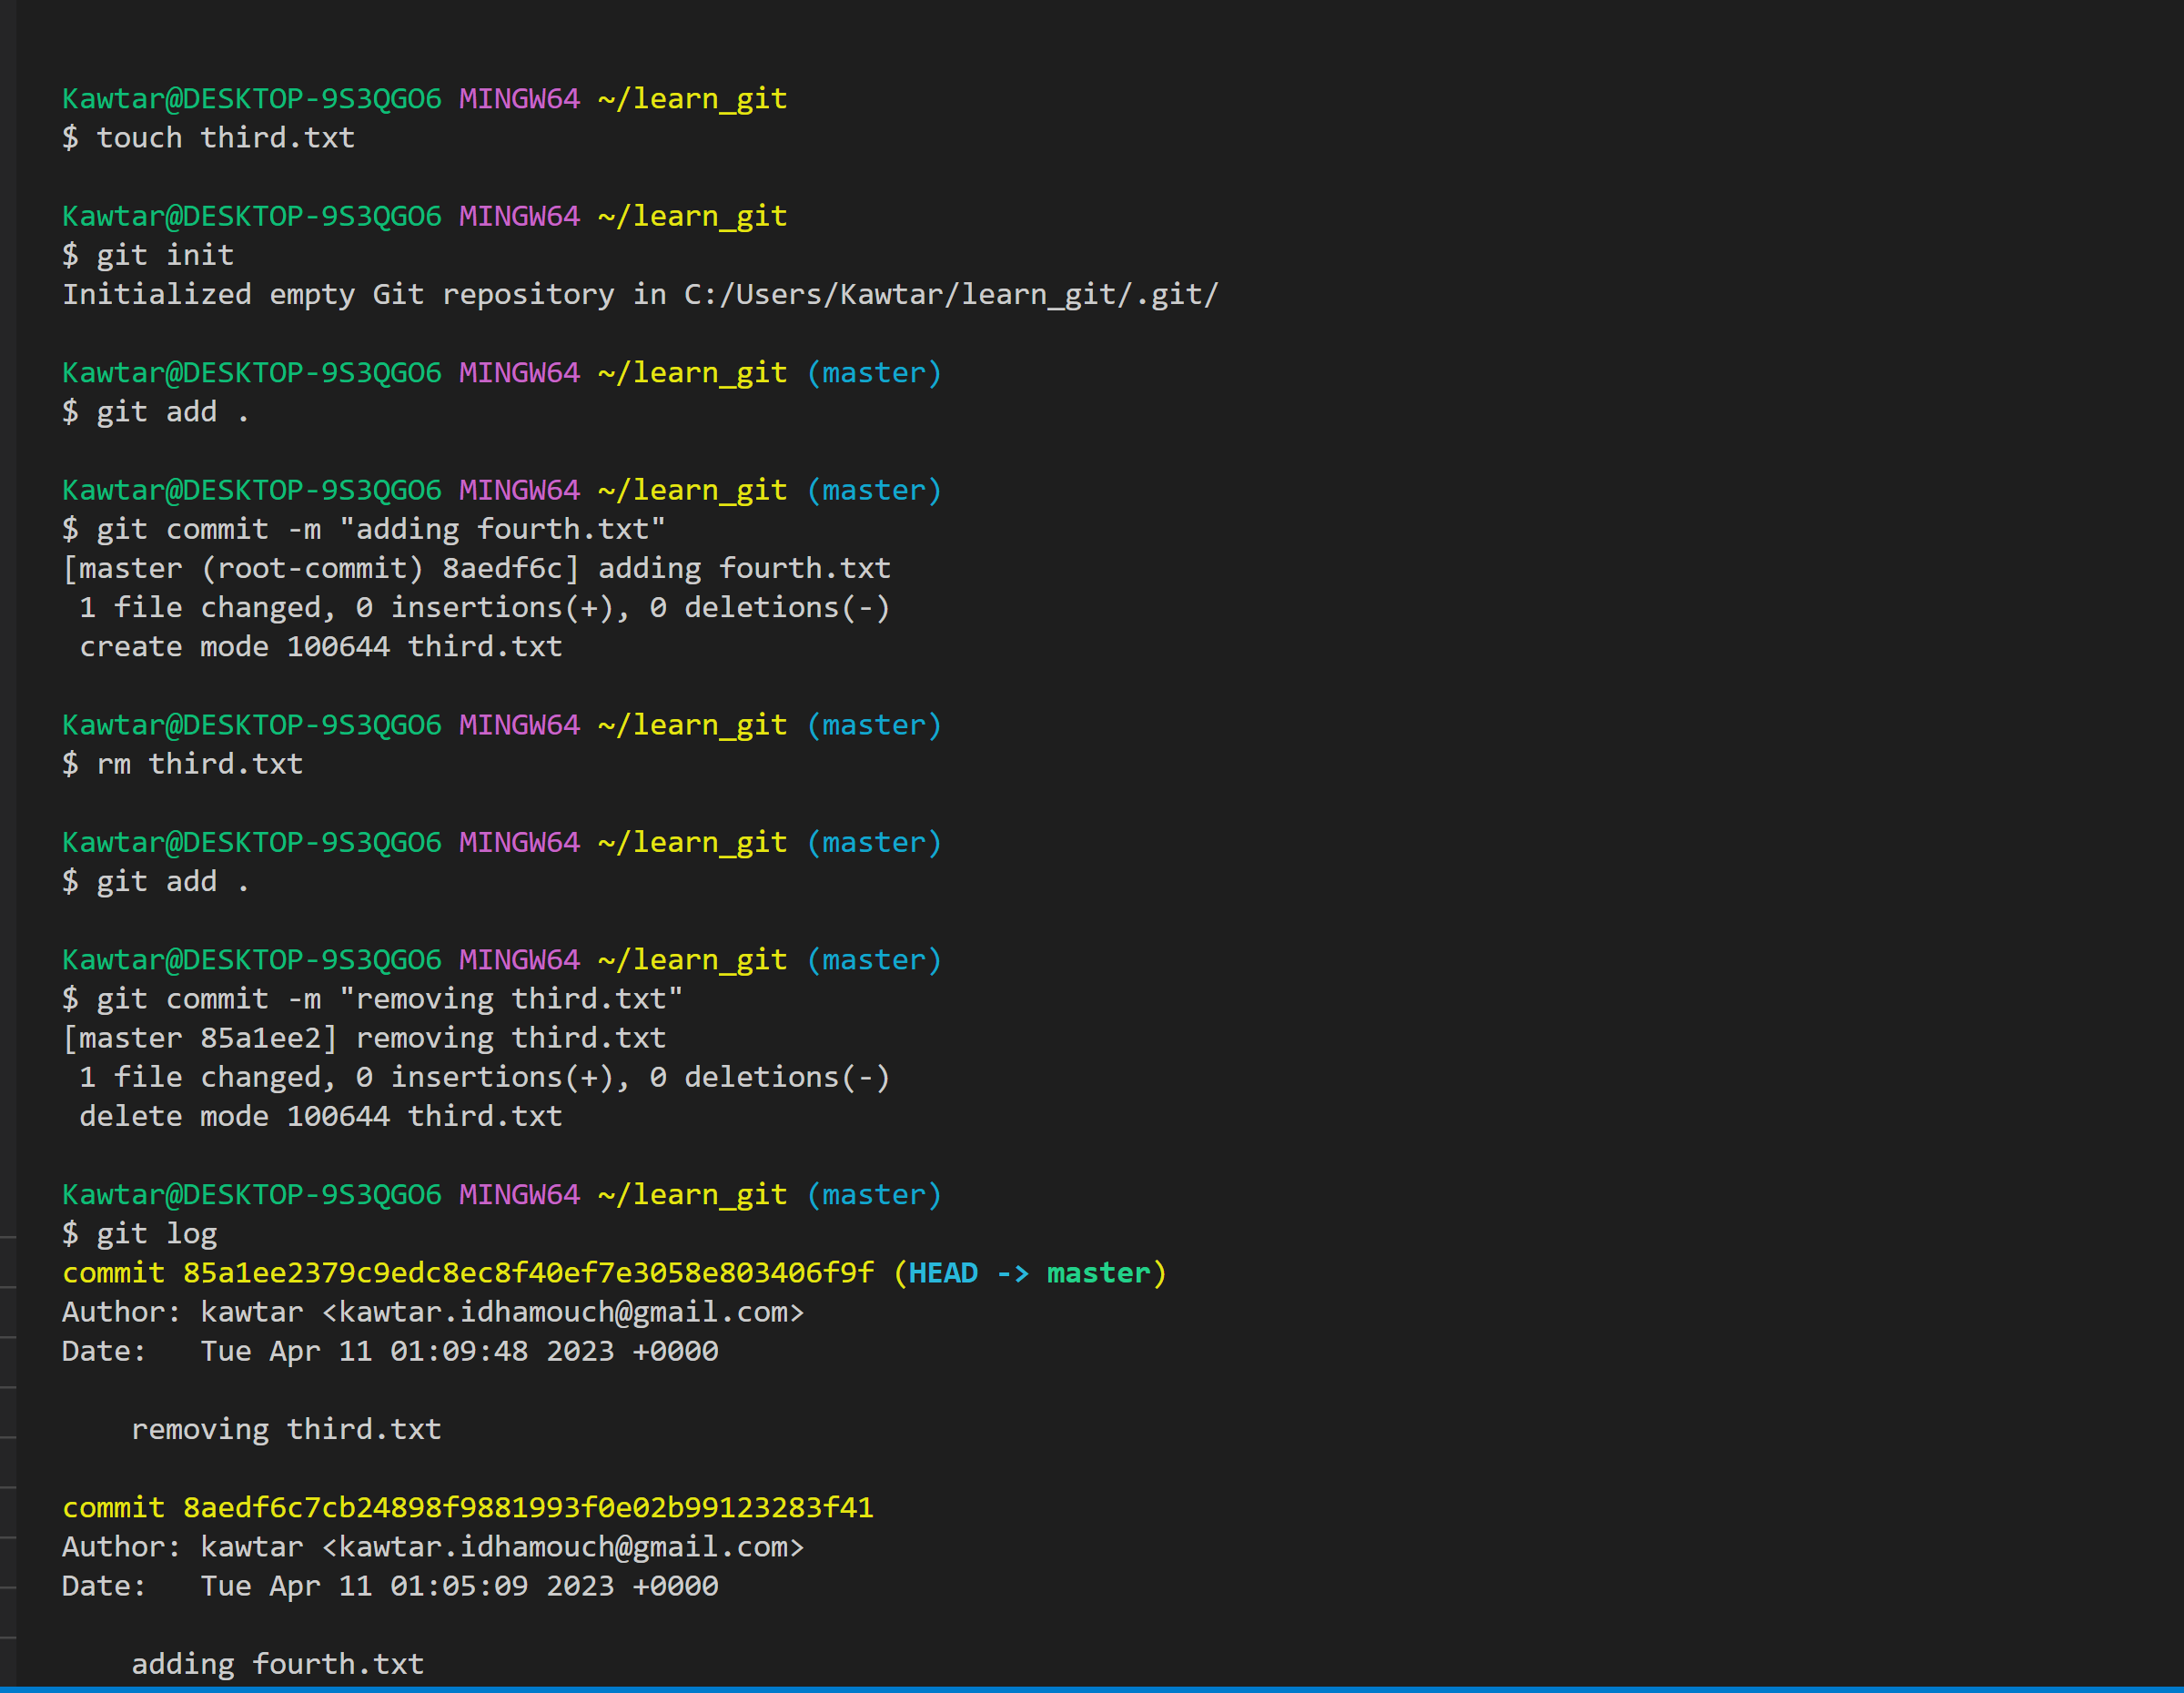 Kawtar@DESKTOP-9S3QGO6 MINGW64 ~/learn_git
$ touch third.txt
Kawtar@DESKTOP-9S3QGO6 MINGW64 ~/learn_git
$ git init
Initialized empty Git repository in C:/Users/Kawtar/learn_git/.git/
Kawtar@DESKTOP-9S3QGO6 MINGW64 ~/learn_git (master)
$ git add .
Kawtar@DESKTOP-9S3QGO6 MINGW64 ~/learn_git (master)
$ git commit -m "adding fourth.txt"
[master (root-commit) 8aedf6c] adding fourth.txt
 1 file changed, 0 insertions(+), 0 deletions(-)
 create mode 100644 third.txt
Kawtar@DESKTOP-9S3QGO6 MINGW64 ~/learn_git (master)
$ rm third.txt
Kawtar@DESKTOP-9S3QGO6 MINGW64 ~/learn_git (master)
$ git add .
Kawtar@DESKTOP-9S3QGO6 MINGW64 ~/learn_git (master)
$ git commit -m "removing third.txt"
[master 85a1ee2] removing third.txt
 1 file changed, 0 insertions(+), 0 deletions(-)
 delete mode 100644 third.txt
Kawtar@DESKTOP-9S3QGO6 MINGW64 ~/learn_git (master)
$ git log
commit 85a1ee2379c9edc8ec8f40ef7e3058e803406f9f (HEAD -> master)
Author: kawtar <kawtar.idhamouch@gmail.com>
Date:   Tue Apr 11 01:09:48 2023 +0000
    removing third.txt
commit 8aedf6c7cb24898f9881993f0e02b99123283f41
Author: kawtar <kawtar.idhamouch@gmail.com>
Date:   Tue Apr 11 01:05:09 2023 +0000
    adding fourth.txt